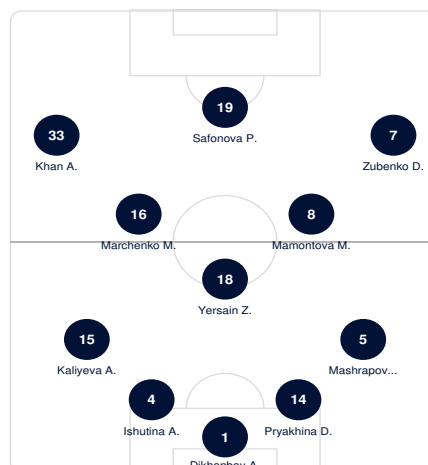 19
Safonova P.
33
Khan A.
7
Zubenko D.
16
Marchenko M.
8
Mamontova M.
18
Yersain Z.
15
Kaliyeva A.
5
Mashrapov...
4
Ishutina A.
14
Pryakhina D.
1